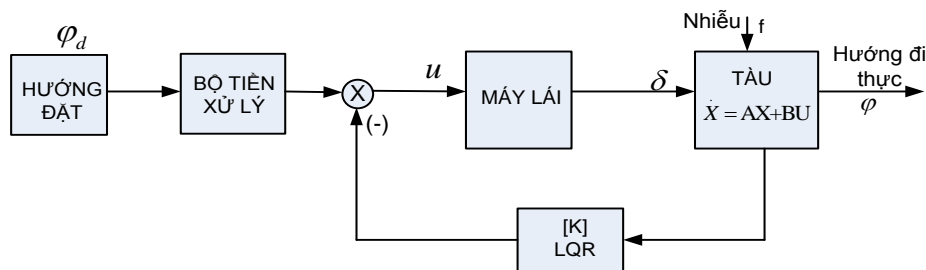 φ_d
HƯỚNG
ĐẶT
BỘ TIỀN
XỬ LÝ
X
(-)
u
MÁY LÁI
δ
Nhiễu f
TÀU
Ẋ = AX+BU
Hướng đi
thực
φ
[K]
LQR